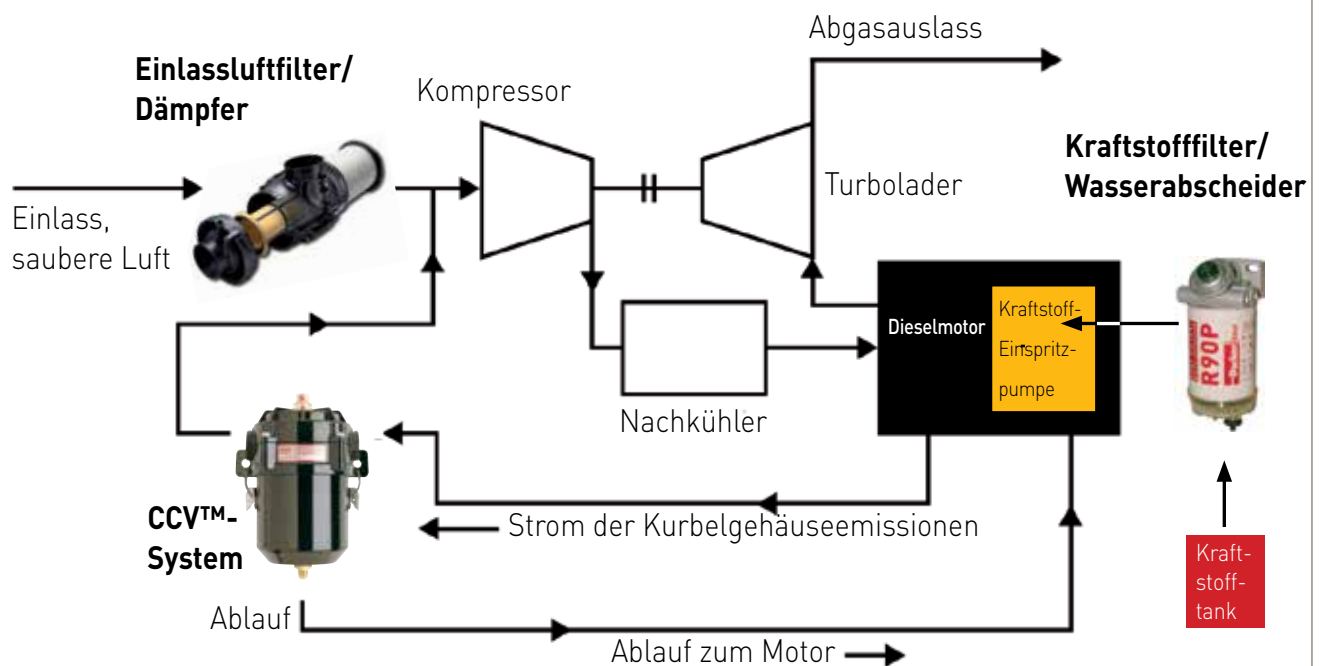 Abgasauslass
Einlassluftfilter/
Dämpfer
Kompressor
Kraftstofffilter/
Wasserabscheider
Turbolader
Einlass,
saubere Luft
Dieselmotor
Kraftstoff-
Einspritz-
pumpe
R90P
Nachkühler
CCV™-
System
Strom der Kurbelgehäuseemissionen
Kraft-
stoff-
tank
Ablauf
Ablauf zum Motor